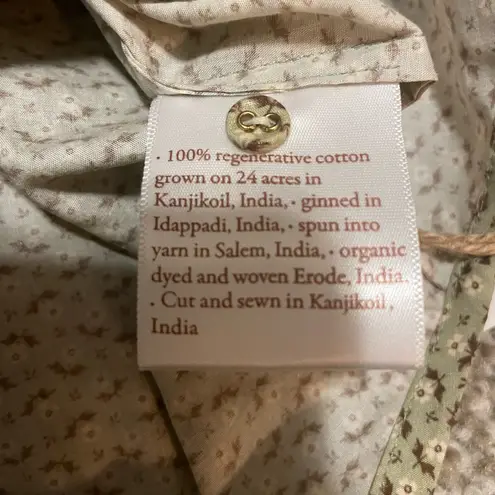 · 100% regenerative cotton
grown on 24 acres in
Kanjikoil, India, · ginned in
Idappadi, India, · spun into
yarn in Salem, India, · organic
dyed and woven Erode, India.
· Cut and sewn in Kanjikoil,
India